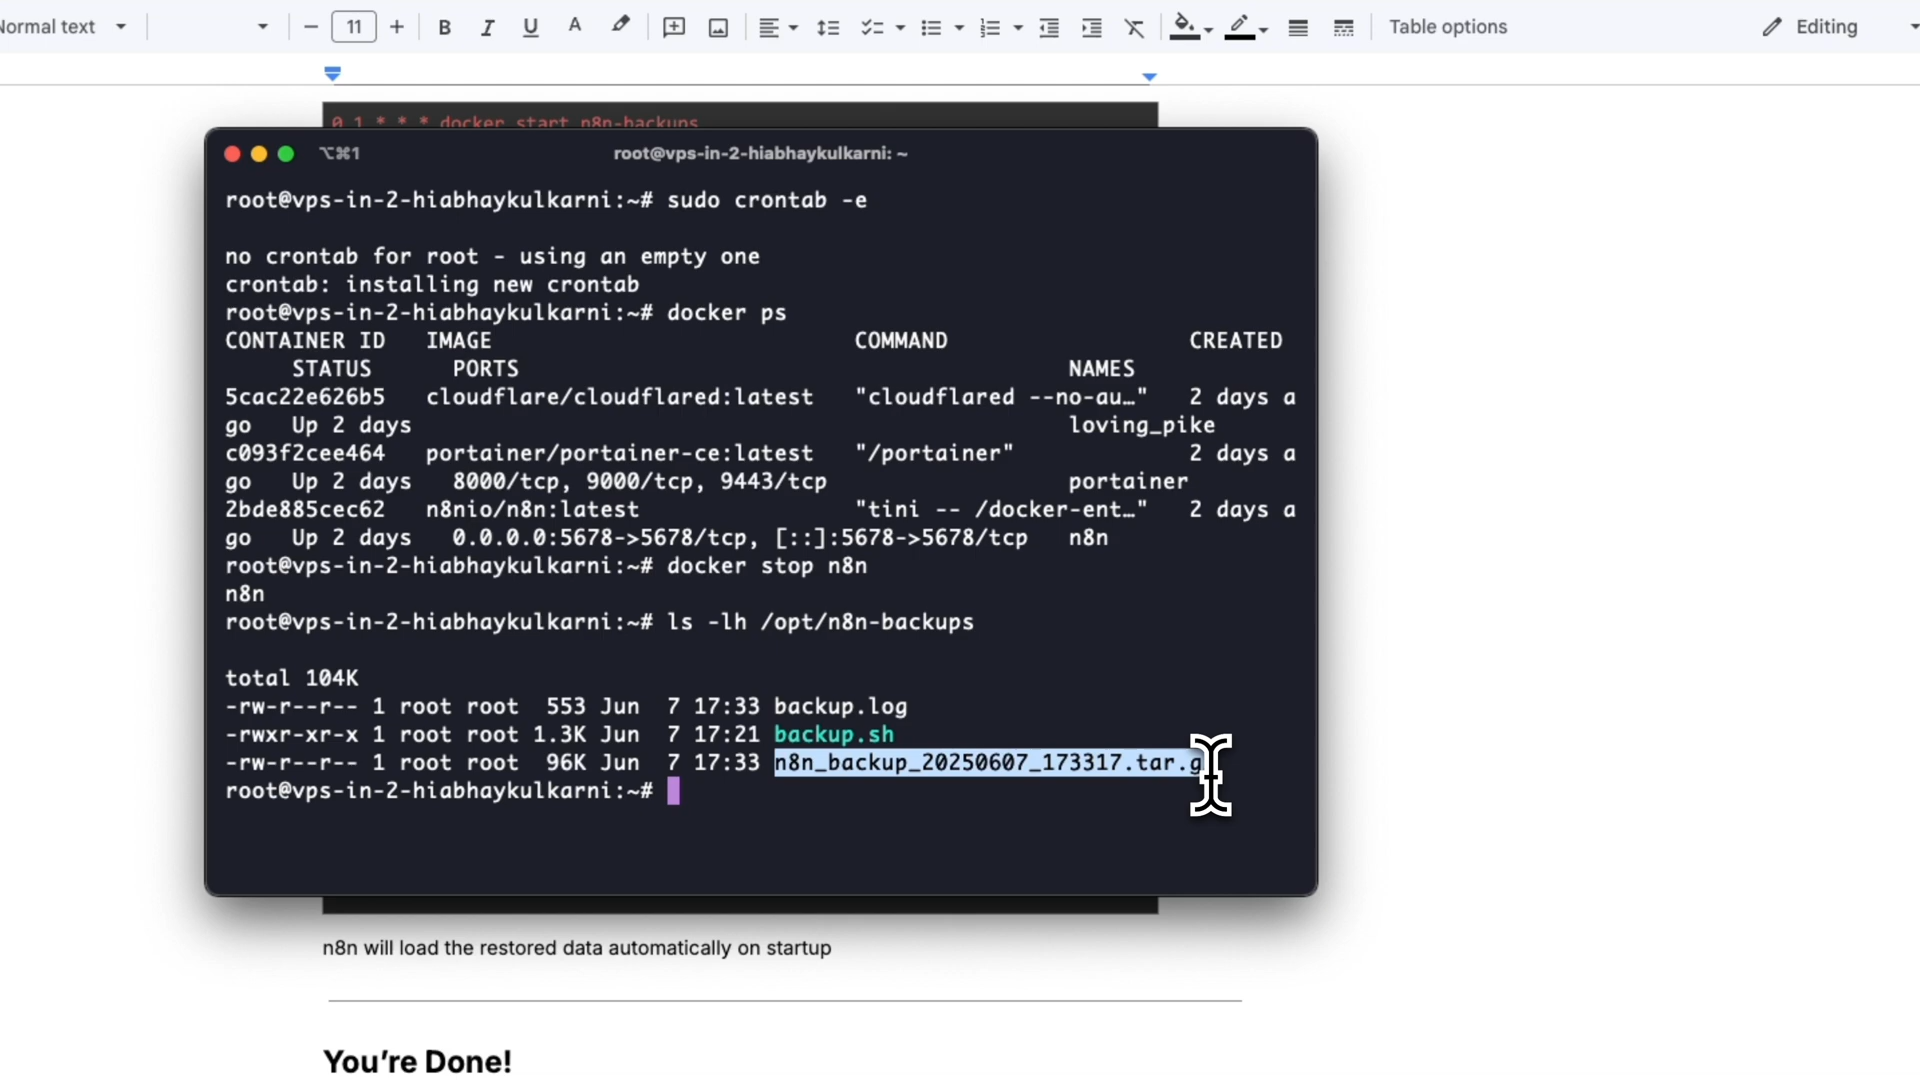 Normal text
11
B
I
U
A
Table options
Editing
0 1 * * * docker start n8n-backups
⌥⌘1
root@vps-in-2-hiabhaykulkarni: ~
root@vps-in-2-hiabhaykulkarni:~# sudo crontab -e
no crontab for root - using an empty one
crontab: installing new crontab
root@vps-in-2-hiabhaykulkarni:~# docker ps
CONTAINER ID   IMAGE                           COMMAND                  CREATED
     STATUS      PORTS                                         NAMES
5cac22e626b5   cloudflare/cloudflared:latest   "cloudflared --no-au…"   2 days a
go   Up 2 days                                                 loving_pike
c093f2cee464   portainer/portainer-ce:latest   "/portainer"             2 days a
go   Up 2 days   8000/tcp, 9000/tcp, 9443/tcp                  portainer
2bde885cec62   n8nio/n8n:latest                "tini -- /docker-ent…"   2 days a
go   Up 2 days   0.0.0.0:5678->5678/tcp, [::]:5678->5678/tcp   n8n
root@vps-in-2-hiabhaykulkarni:~# docker stop n8n
n8n
root@vps-in-2-hiabhaykulkarni:~# ls -lh /opt/n8n-backups
total 104K
-rw-r--r-- 1 root root  553 Jun  7 17:33 backup.log
-rwxr-xr-x 1 root root 1.3K Jun  7 17:21 backup.sh
-rw-r--r-- 1 root root  96K Jun  7 17:33 n8n_backup_20250607_173317.tar.g
root@vps-in-2-hiabhaykulkarni:~#
n8n will load the restored data automatically on startup
You're Done!